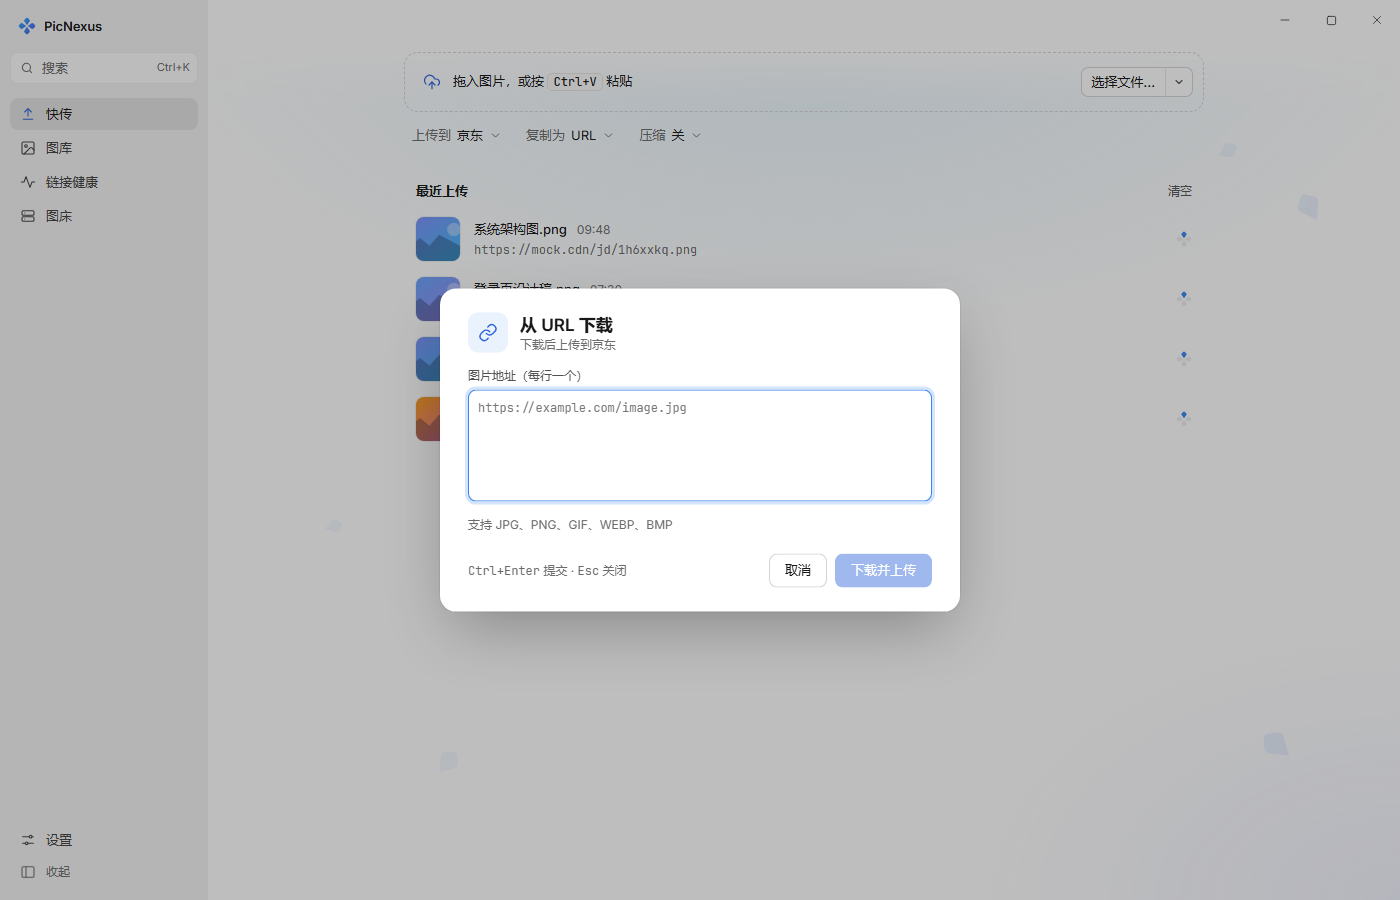 PicNexus
搜索 Ctrl+K
快传
图库
链接健康
图床
设置
收起
拖入图片，或按 Ctrl+V 粘贴
选择文件...
上传到 京东 复制为 URL 压缩 关
最近上传 清空
系统架构图.png 09:48
https://mock.cdn/jd/1h6xxkq.png
从 URL 下载
下载后上传到京东
图片地址（每行一个）
https://example.com/image.jpg
支持 JPG、PNG、GIF、WEBP、BMP
Ctrl+Enter 提交 · Esc 关闭
取消 下载并上传